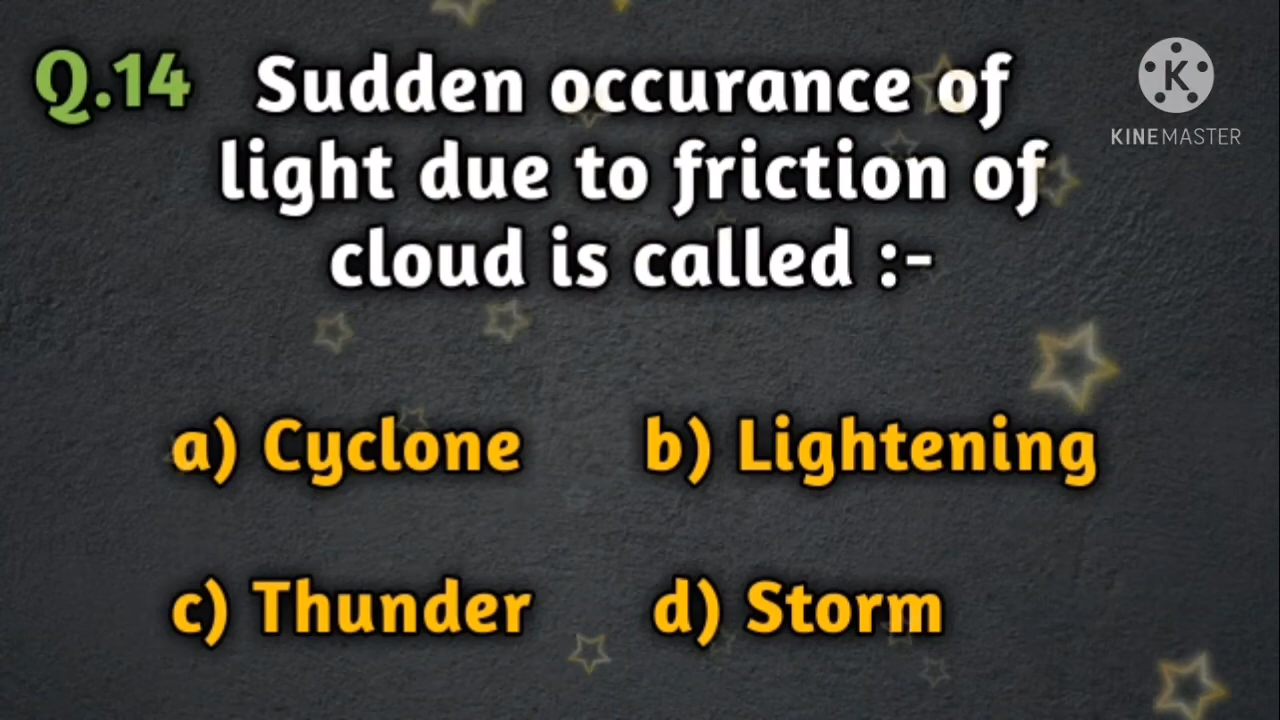 Q.14 Sudden occurance of
light due to friction of
cloud is called :-
K
KINEMASTER
a) Cyclone b) Lightening
c) Thunder d) Storm